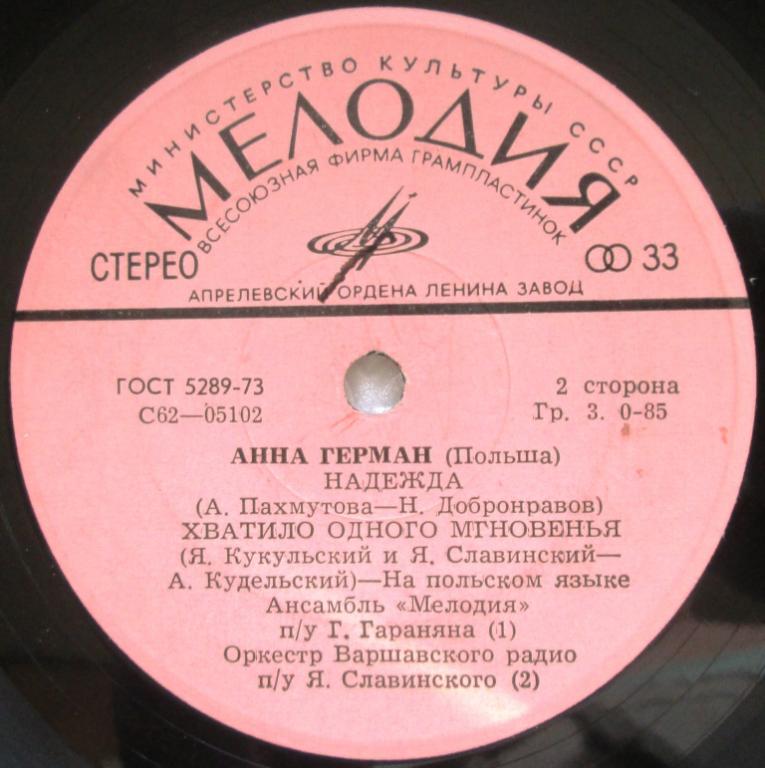 МИНИСТЕРСТВО КУЛЬТУРЫ СССР
МЕЛОДИЯ
ВСЕСОЮЗНАЯ ФИРМА ГРАМПЛАСТИНОК
СТЕРЕО 33
АПРЕЛЕВСКИЙ ОРДЕНА ЛЕНИНА ЗАВОД
ГОСТ 5289-73 2 сторона
С62—05102 Гр. 3. 0-85
АННА ГЕРМАН (Польша)
НАДЕЖДА
(А. Пахмутова—Н. Добронравов)
ХВАТИЛО ОДНОГО МГНОВЕНЬЯ
(Я. Кукульский и Я. Славинский—
А. Кудельский)—На польском языке
Ансамбль «Мелодия»
п/у Г. Гараняна (1)
Оркестр Варшавского радио
п/у Я. Славинского (2)